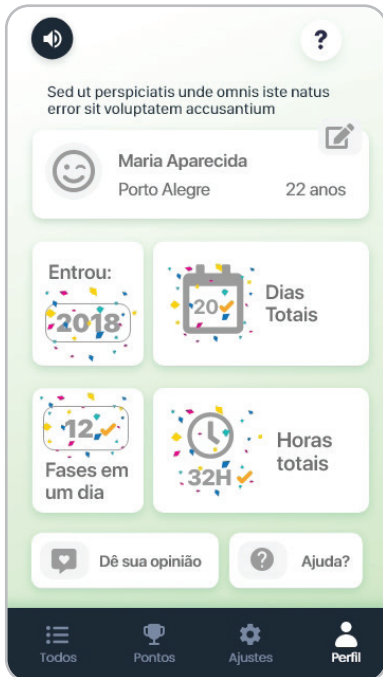 ?
Sed ut perspiciatis unde omnis iste natus
error sit voluptatem accusantium
Maria Aparecida
Porto Alegre 22 anos
Entrou:
2018
20
Dias
Totais
12
Fases em
um dia
32H
Horas
totais
Dê sua opinião
? Ajuda?
Todos Pontos Ajustes Perfil